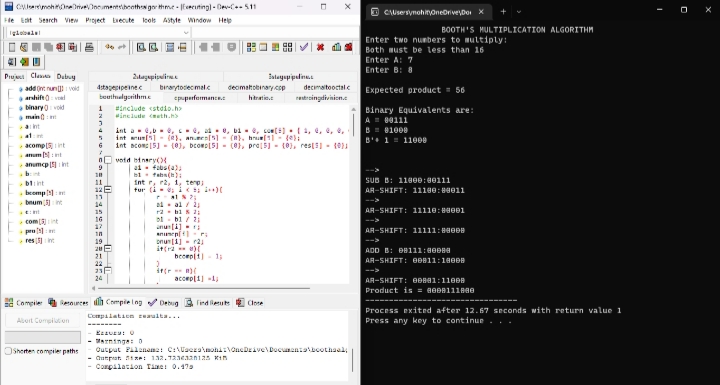 C:\Users\mohit\OneDrive\Documents\boothsalgorithm.c - [Executing] - Dev-C++ 5.11
File Edit Search View Project Execute Tools AStyle Window Help
(globals)
Project Classes Debug
add(int num[]) : void
arshift () : void
binary () : void
main () : int
a : int
a1 : int
acomp [5] : int
anum [5] : int
anumcp [5] : int
b : int
b1 : int
bcomp [5] : int
bnum [5] : int
c : int
com [5] : int
pro [5] : int
res [5] : int
2stagepipeline.c 3stagepipeline.c
4stagepipeline.c binarytodecimal.c decimaltobinary.cpp decimaltooctal.c
boothsalgorithm.c cpuperformance.c hitratio.c restroingdivision.c
1 #include <stdio.h>
2 #include <math.h>
3
4 int a = 0,b = 0, c = 0, a1 = 0, b1 = 0, com[5] = { 1, 0, 0, 0,
5 int anum[5] = {0}, anumcp[5] = {0}, bnum[5] = {0};
6 int acomp[5] = {0}, bcomp[5] = {0}, pro[5] = {0}, res[5] = {0};
7
8 void binary(){
9 a1 = fabs(a);
10 b1 = fabs(b);
11 int r, r2, i, temp;
12 for (i = 0; i < 5; i++){
13 r = a1 % 2;
14 a1 = a1 / 2;
15 r2 = b1 % 2;
16 b1 = b1 / 2;
17 anum[i] = r;
18 anumcp[i] = r;
19 bnum[i] = r2;
20 if(r2 == 0){
21 bcomp[i] = 1;
22 }
23 if(r == 0){
24 acomp[i] =1;
Compiler Resources Compile Log Debug Find Results Close
Abort Compilation
Shorten compiler paths
Compilation results...
--------
- Errors: 0
- Warnings: 0
- Output Filename: C:\Users\mohit\OneDrive\Documents\boothsalg
- Output Size: 132.7236328125 KiB
- Compilation Time: 0.47s
C:\Users\mohit\OneDrive\Doc
BOOTH'S MULTIPLICATION ALGORITHM
Enter two numbers to multiply:
Both must be less than 16
Enter A: 7
Enter B: 8
Expected product = 56
Binary Equivalents are:
A = 00111
B = 01000
B'+ 1 = 11000
-->
SUB B: 11000:00111
AR-SHIFT: 11100:00011
-->
AR-SHIFT: 11110:00001
-->
AR-SHIFT: 11111:00000
-->
ADD B: 00111:00000
AR-SHIFT: 00011:10000
-->
AR-SHIFT: 00001:11000
Product is = 0000111000
--------------------------------
Process exited after 12.67 seconds with return value 1
Press any key to continue . . .